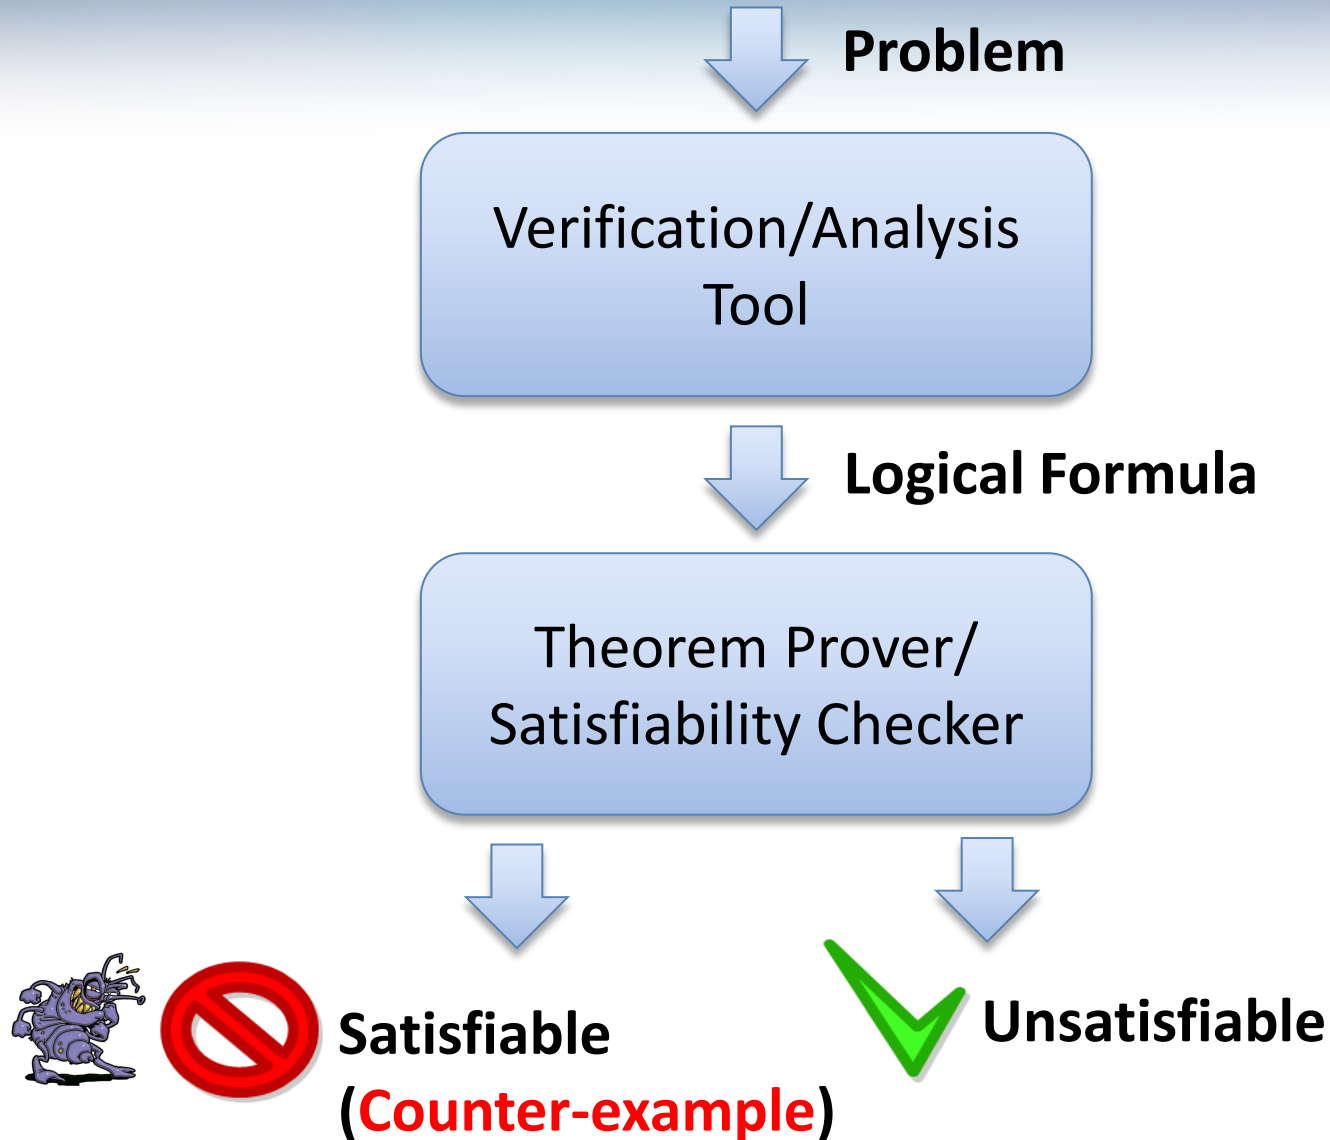 Problem
Verification/Analysis
Tool
Logical Formula
Theorem Prover/
Satisfiability Checker
Satisfiable
(Counter-example)
Unsatisfiable